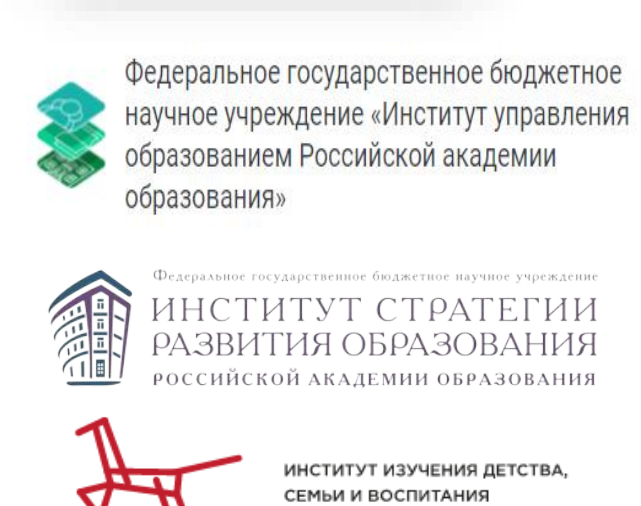 Федеральное государственное бюджетное
научное учреждение «Институт управления
образованием Российской академии
образования»
Федеральное государственное бюджетное научное учреждение
ИНСТИТУТ СТРАТЕГИИ
РАЗВИТИЯ ОБРАЗОВАНИЯ
РОССИЙСКОЙ АКАДЕМИИ ОБРАЗОВАНИЯ
ИНСТИТУТ ИЗУЧЕНИЯ ДЕТСТВА,
СЕМЬИ И ВОСПИТАНИЯ